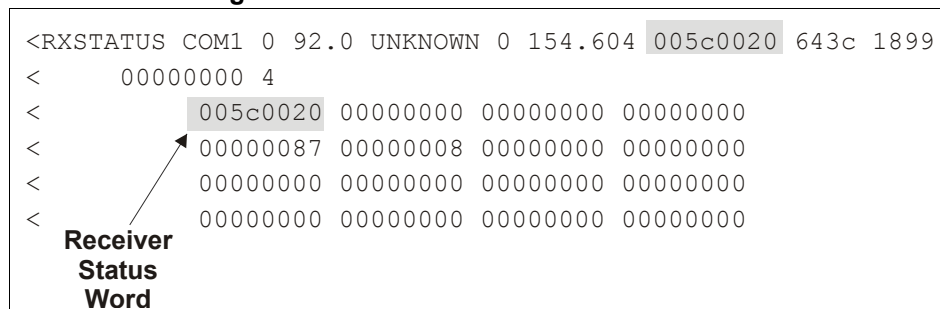 <RXSTATUS COM1 0 92.0 UNKNOWN 0 154.604 005c0020 643c 1899
< 00000000 4
< 005c0020 00000000 00000000 00000000
< 00000087 00000008 00000000 00000000
< 00000000 00000000 00000000 00000000
< 00000000 00000000 00000000 00000000
Receiver
Status
Word